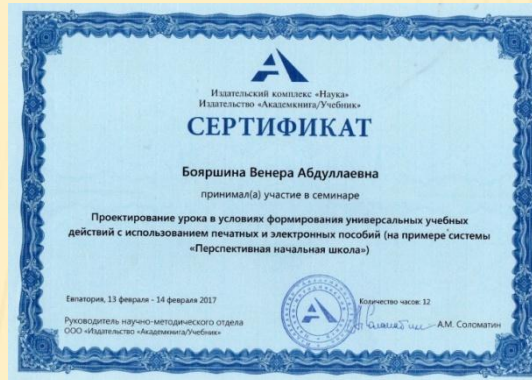 Издательский комплекс «Наука»
Издательство «Академкнига/Учебник»
СЕРТИФИКАТ
Бояршина Венера Абдуллаевна
принимал(а) участие в семинаре
Проектирование урока в условиях формирования универсальных учебных
действий с использованием печатных и электронных пособий (на примере системы
«Перспективная начальная школа»)
Евпатория, 13 февраля - 14 февраля 2017
Количество часов: 12
Руководитель научно-методического отдела
ООО «Издательство «Академкнига/Учебник»
А.М. Соломатин